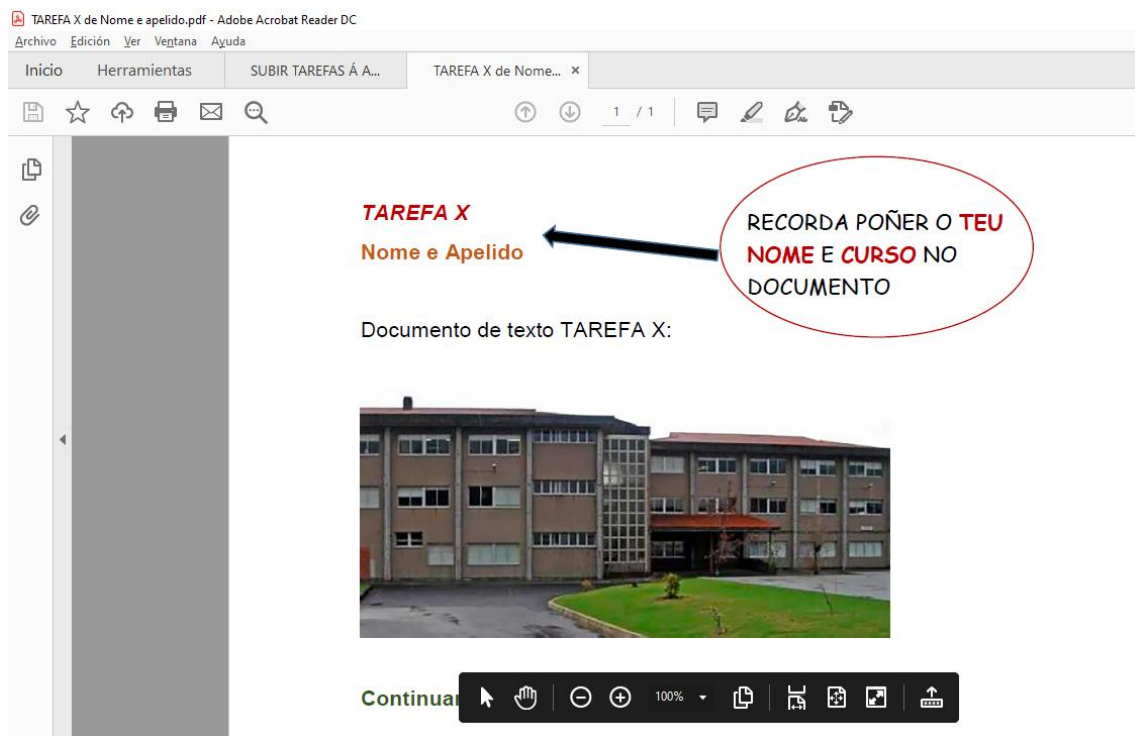 TAREFA X de Nome e apelido.pdf - Adobe Acrobat Reader DC
Archivo Edición Ver Ventana Ayuda
Inicio Herramientas SUBIR TAREFAS Á A... TAREFA X de Nome... ×
1 / 1
TAREFA X
Nome e Apelido
RECORDA POÑER O TEU
NOME E CURSO NO
DOCUMENTO
Documento de texto TAREFA X:
Continuar
100%